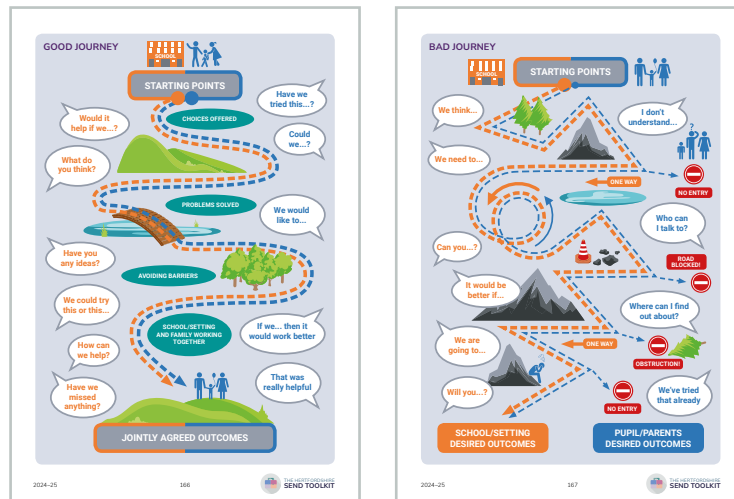 GOOD JOURNEY
SCHOOL
STARTING POINTS
Have we
tried this...?
CHOICES OFFERED
Would it
help if we...?
Could
we...?
What do
you think?
PROBLEMS SOLVED
We would
like to...
Have you
any ideas?
AVOIDING BARRIERS
We could try
this or this...
SCHOOL/SETTING
AND FAMILY WORKING
TOGETHER
If we... then it
would work better
How can
we help?
That was
really helpful
Have we
missed
anything?
JOINTLY AGREED OUTCOMES
2024–25
166
THE HERTFORDSHIRE
SEND TOOLKIT
BAD JOURNEY
SCHOOL
STARTING POINTS
We think...
I don't
understand...
?
We need to...
ONE WAY
NO ENTRY
Who can
I talk to?
Can you...?
ROAD
BLOCKED!
It would be
better if...
Where can I find
out about?
We are
going to...
ONE WAY
OBSTRUCTION!
Will you...?
We've tried
that already
NO ENTRY
SCHOOL/SETTING
DESIRED OUTCOMES
PUPIL/PARENTS
DESIRED OUTCOMES
2024–25
167
THE HERTFORDSHIRE
SEND TOOLKIT